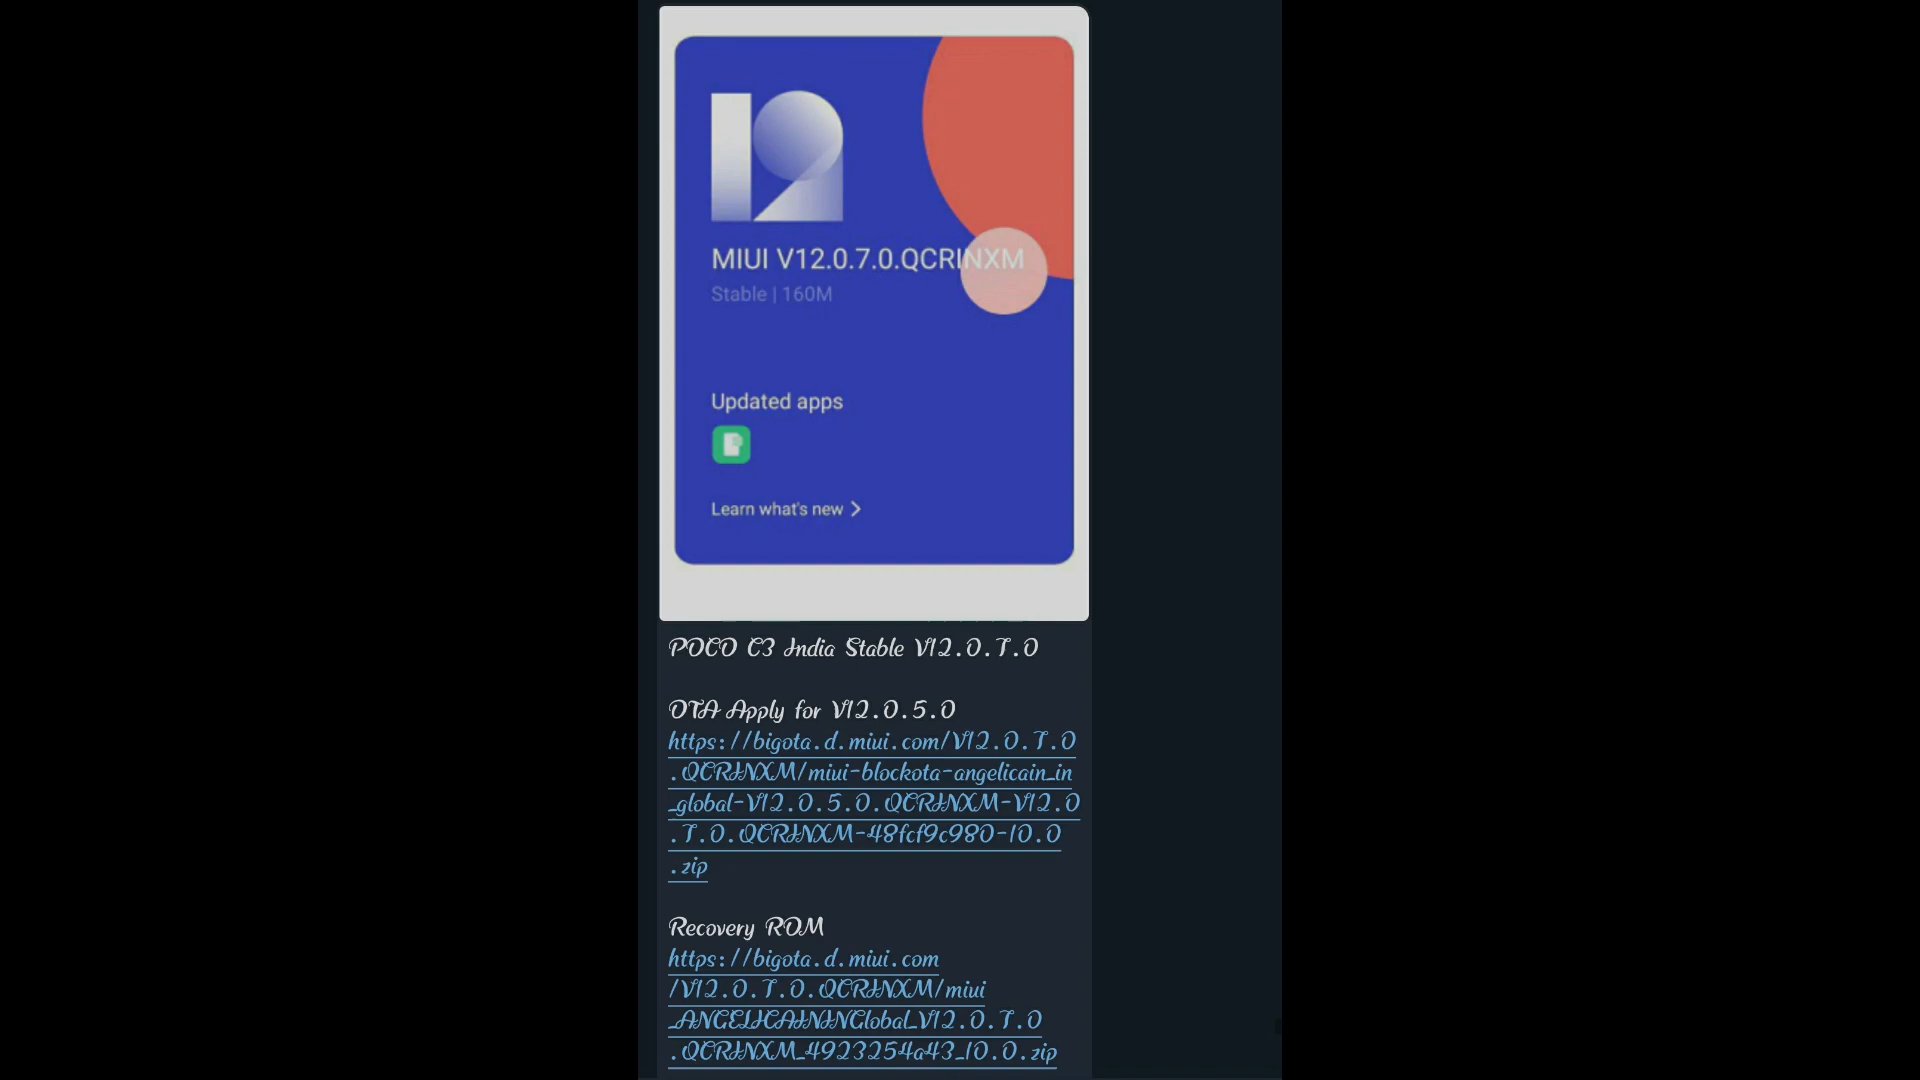 12
MIUI V12.0.7.0.QCRINXM
Stable | 160M
Updated apps
Learn what's new >
POCO C3 India Stable V12.0.7.0
OTA Apply for V12.0.5.0
https://bigota.d.miui.com/V12.0.7.0
.QCRINXM/miui-blockota-angelicain_in
_global-V12.0.5.0.QCRINXM-V12.0
.7.0.QCRINXM-48fcf9c980-10.0
.zip
Recovery ROM
https://bigota.d.miui.com
/V12.0.7.0.QCRINXM/miui
_ANGELICAININGlobal_V12.0.7.0
.QCRINXM_4923254a43_10.0.zip